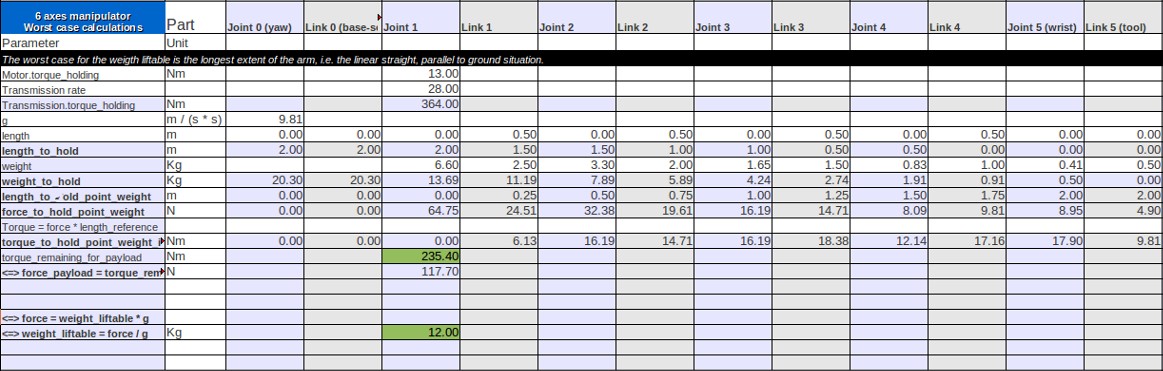 6 axes manipulator
Worst case calculations Part Joint 0 (yaw) Link 0 (base-s Joint 1 Link 1 Joint 2 Link 2 Joint 3 Link 3 Joint 4 Link 4 Joint 5 (wrist) Link 5 (tool)
Parameter Unit
The worst case for the weigth liftable is the longest extent of the arm, i.e. the linear straight, parallel to ground situation.
Motor.torque_holding Nm 13.00
Transmission rate 28.00
Transmission.torque_holding Nm 364.00
g m / (s * s) 9.81
length m 0.00 0.00 0.00 0.50 0.00 0.50 0.00 0.50 0.00 0.50 0.00 0.00
length_to_hold m 2.00 2.00 2.00 1.50 1.50 1.00 1.00 0.50 0.50 0.00 0.00 0.00
weight Kg 6.60 2.50 3.30 2.00 1.65 1.50 0.83 1.00 0.41 0.50
weight_to_hold Kg 20.30 20.30 13.69 11.19 7.89 5.89 4.24 2.74 1.91 0.91 0.50 0.00
length_to_ old_point_weight m 0.00 0.00 0.00 0.25 0.50 0.75 1.00 1.25 1.50 1.75 2.00 2.00
force_to_hold_point_weight N 0.00 0.00 64.75 24.51 32.38 19.61 16.19 14.71 8.09 9.81 8.95 4.90
Torque = force * length_reference
torque_to_hold_point_weight_i Nm 0.00 0.00 0.00 6.13 16.19 14.71 16.19 18.38 12.14 17.16 17.90 9.81
torque_remaining_for_payload Nm 235.40
<=> force_payload = torque_rem N 117.70
<=> force = weight_liftable * g
<=> weight_liftable = force / g Kg 12.00